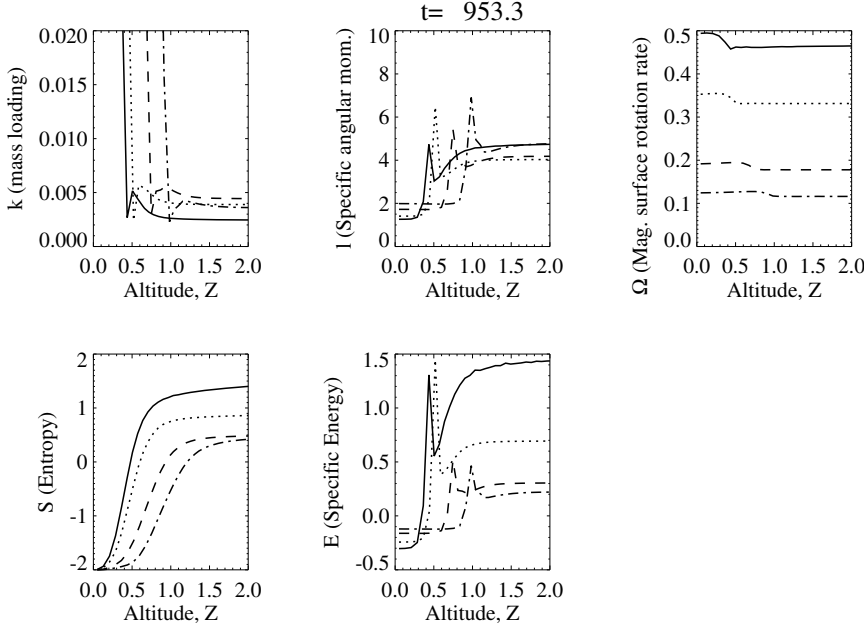 t= 953.3
0.020
0.015
0.010
0.005
0.000
k (mass loading)
0.0 0.5 1.0 1.5 2.0
Altitude, Z
10
8
6
4
2
0
l (Specific angular mom.)
0.0 0.5 1.0 1.5 2.0
Altitude, Z
0.5
0.4
0.3
0.2
0.1
0.0
Ω (Mag. surface rotation rate)
0.0 0.5 1.0 1.5 2.0
Altitude, Z
2
1
0
-1
-2
S (Entropy)
0.0 0.5 1.0 1.5 2.0
Altitude, Z
1.5
1.0
0.5
0.0
-0.5
E (Specific Energy)
0.0 0.5 1.0 1.5 2.0
Altitude, Z